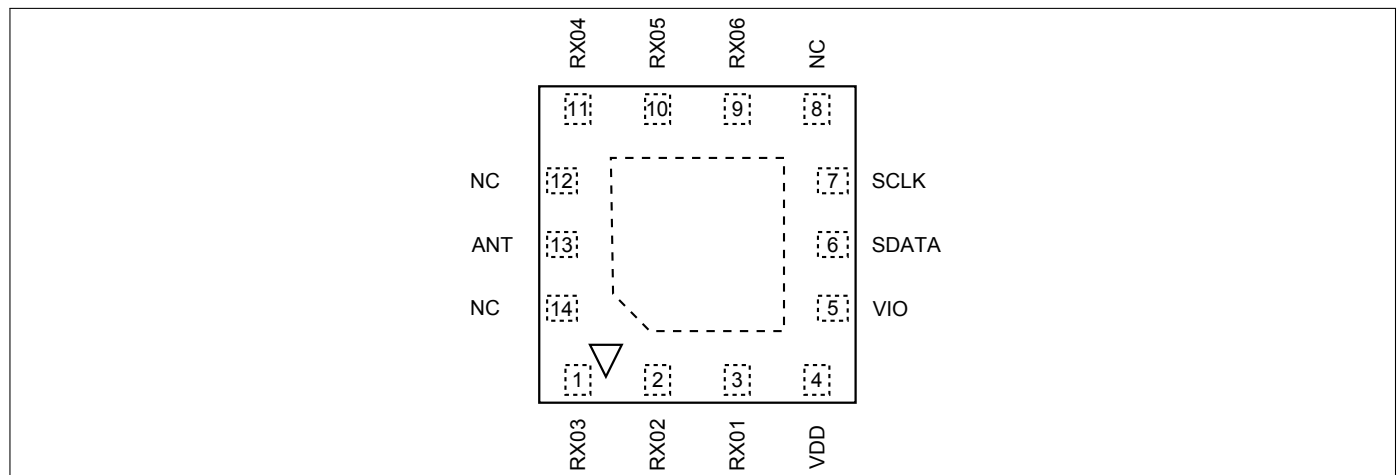 RX04 RX05 RX06 NC
11 10 9 8
NC 12 7 SCLK
ANT 13 6 SDATA
NC 14 5 VIO
1 2 3 4
RX03 RX02 RX01 VDD